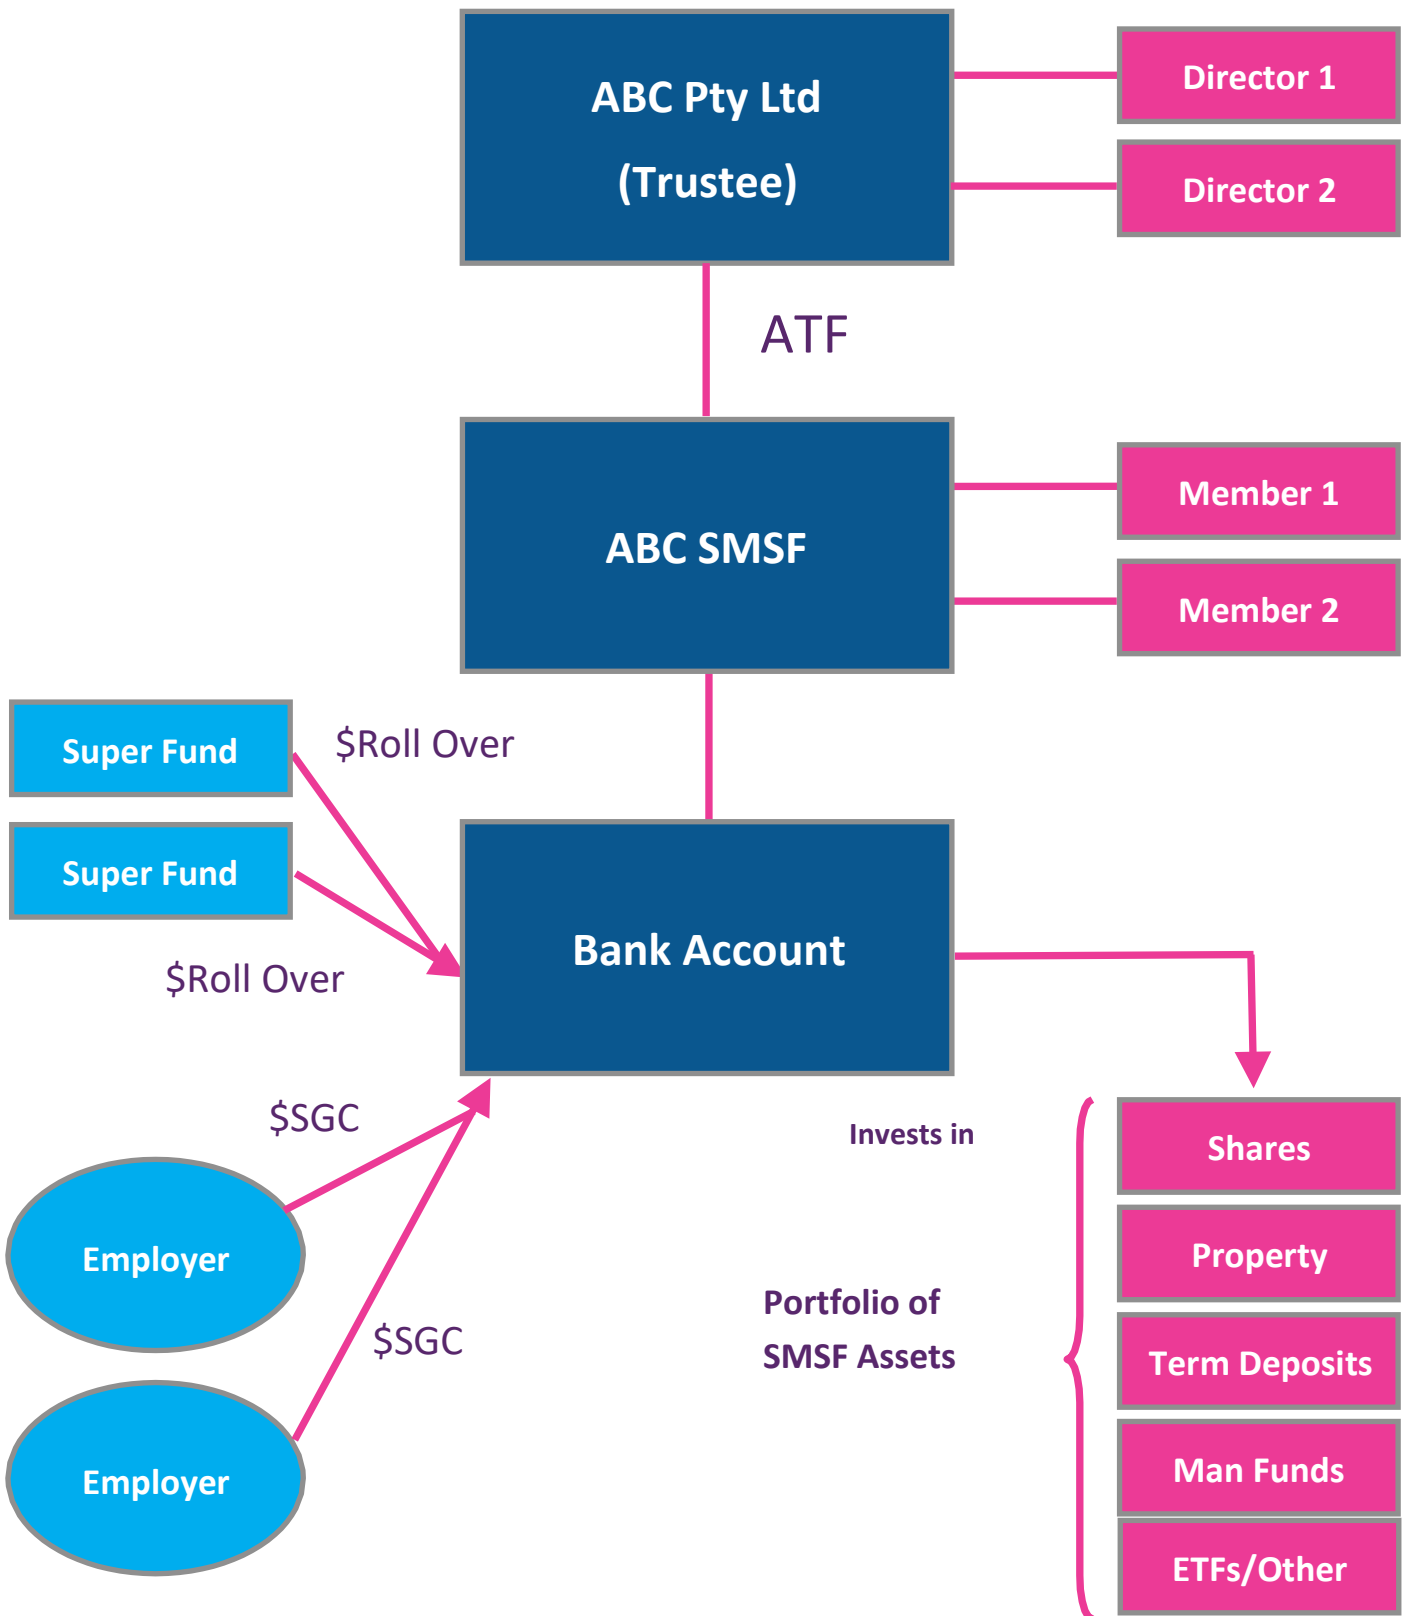 ABC Pty Ltd
(Trustee)
Director 1
Director 2
ATF
ABC SMSF
Member 1
Member 2
Super Fund
$Roll Over
Super Fund
$Roll Over
Bank Account
$SGC
Employer
$SGC
Employer
Invests in
Portfolio of
SMSF Assets
Shares
Property
Term Deposits
Man Funds
ETFs/Other